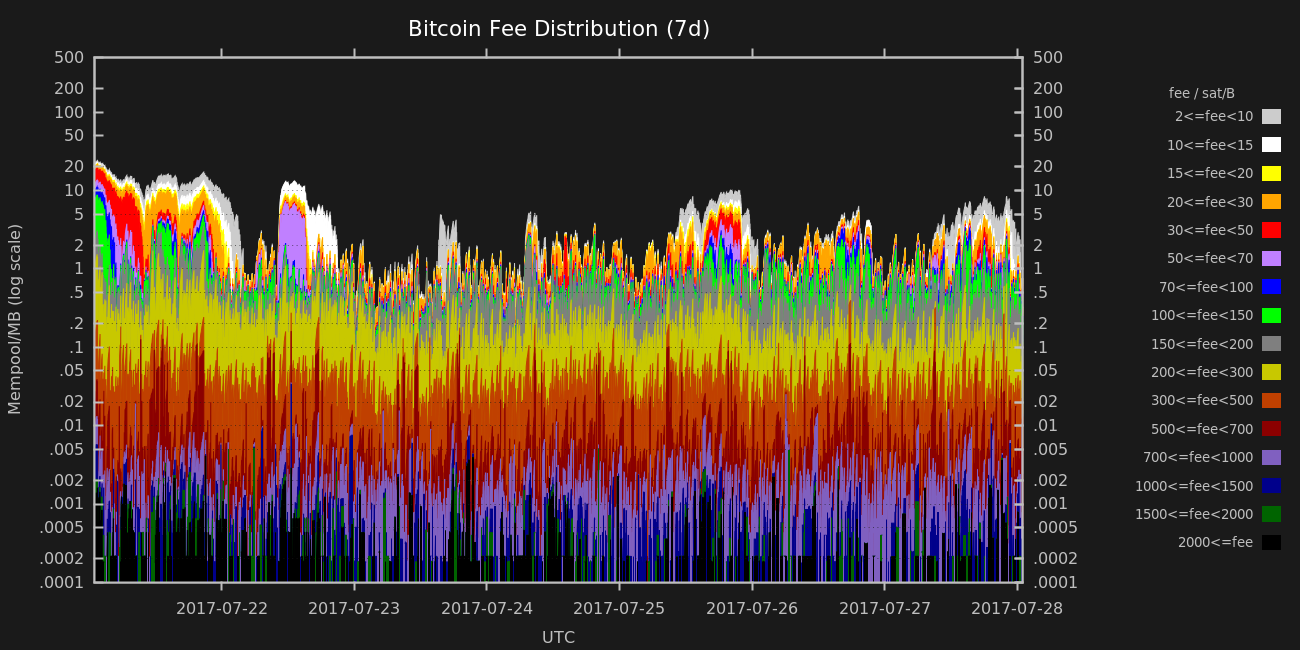 Bitcoin Fee Distribution (7d)
500 500
200 200
100 100
50 50
20 20
10 10
5 5
2 2
1 1
.5 .5
.2 .2
.1 .1
.05 .05
.02 .02
.01 .01
.005 .005
.002 .002
.001 .001
.0005 .0005
.0002 .0002
.0001 .0001
Mempool/MB (log scale)
2017-07-22 2017-07-23 2017-07-24 2017-07-25 2017-07-26 2017-07-27 2017-07-28
UTC
fee / sat/B
2<=fee<10
10<=fee<15
15<=fee<20
20<=fee<30
30<=fee<50
50<=fee<70
70<=fee<100
100<=fee<150
150<=fee<200
200<=fee<300
300<=fee<500
500<=fee<700
700<=fee<1000
1000<=fee<1500
1500<=fee<2000
2000<=fee